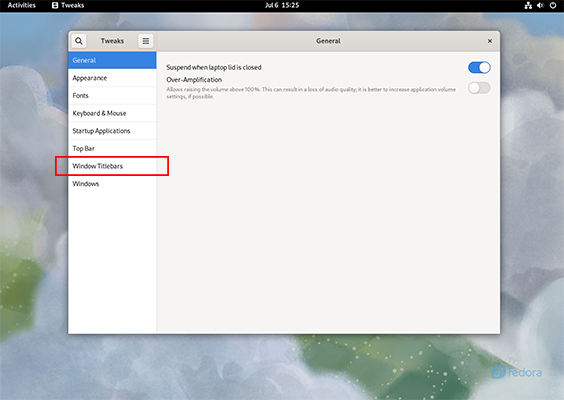 Activities Tweaks Jul 6 15:25
Tweaks General
General
Appearance
Fonts
Keyboard & Mouse
Startup Applications
Top Bar
Window Titlebars
Windows
Suspend when laptop lid is closed
Over-Amplification
Allows raising the volume above 100%. This can result in a loss of audio quality; it is better to increase application volume
settings, if possible.
fedora